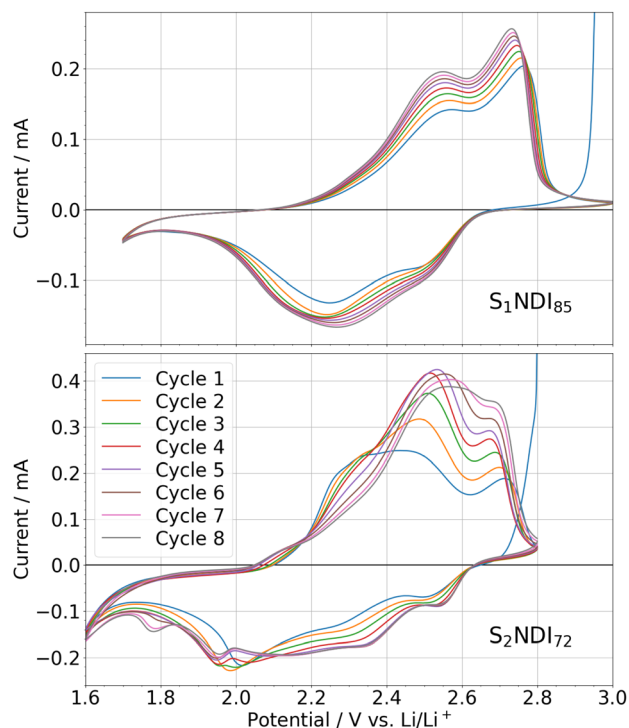 0.2
0.1
0.0
−0.1
Current / mA
S₁NDI₈₅
0.4
0.3
0.2
0.1
0.0
−0.1
−0.2
Current / mA
Cycle 1
Cycle 2
Cycle 3
Cycle 4
Cycle 5
Cycle 6
Cycle 7
Cycle 8
S₂NDI₇₂
1.6 1.8 2.0 2.2 2.4 2.6 2.8 3.0
Potential / V vs. Li/Li⁺